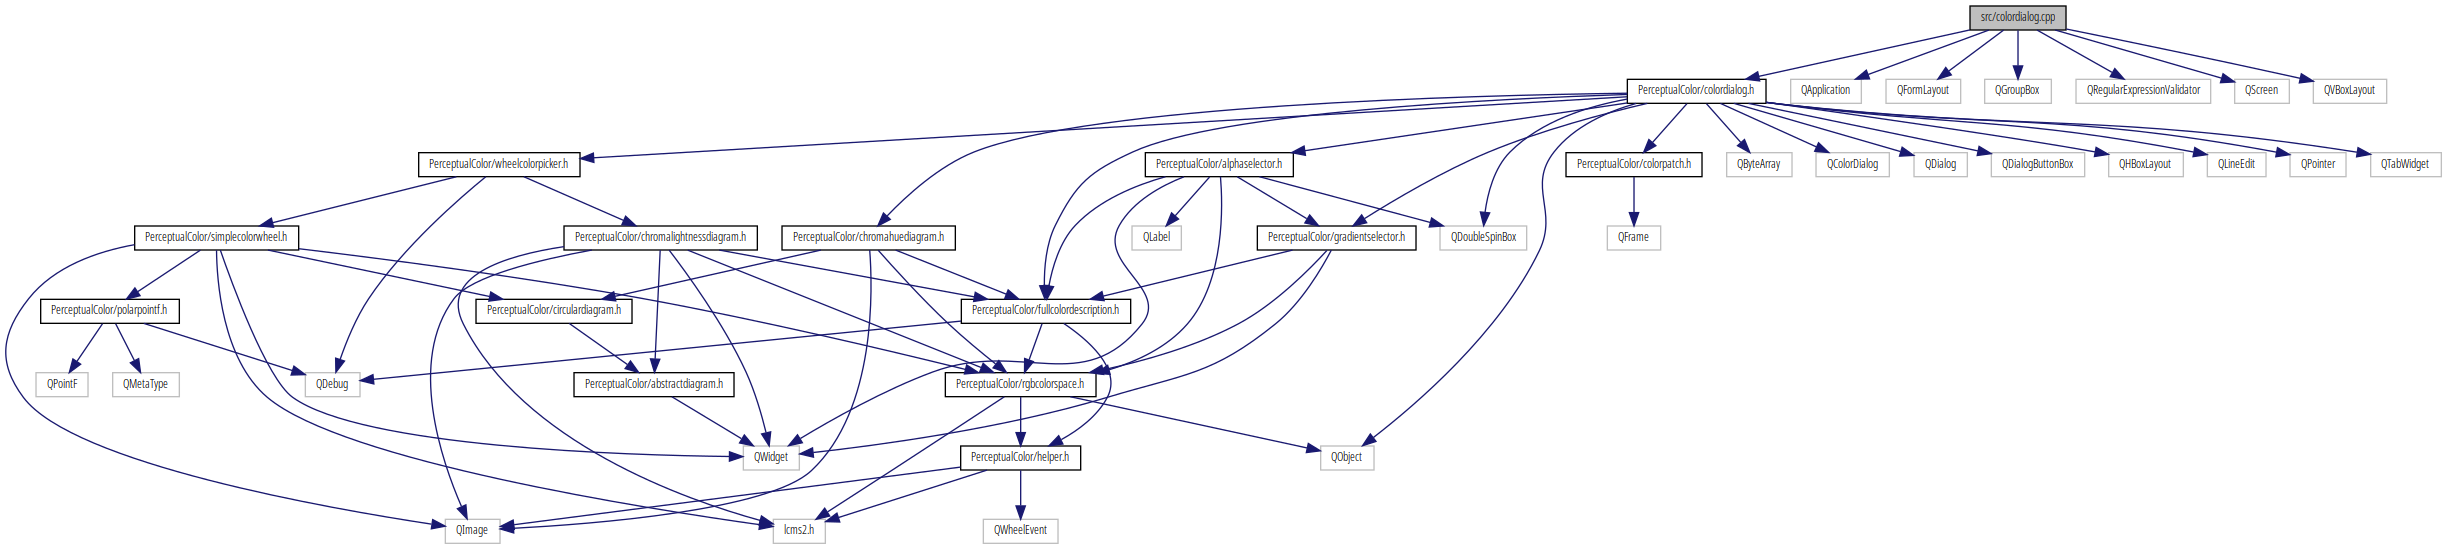 src/colordialog.cpp
PerceptualColor/colordialog.h
QApplication
QFormLayout
QGroupBox
QRegularExpressionValidator
QScreen
QVBoxLayout
PerceptualColor/wheelcolorpicker.h
PerceptualColor/alphaselector.h
PerceptualColor/colorpatch.h
QByteArray
QColorDialog
QDialog
QDialogButtonBox
QHBoxLayout
QLineEdit
QPointer
QTabWidget
PerceptualColor/simplecolorwheel.h
PerceptualColor/chromalightnessdiagram.h
PerceptualColor/chromahuediagram.h
QLabel
PerceptualColor/gradientselector.h
QDoubleSpinBox
QFrame
PerceptualColor/polarpointf.h
PerceptualColor/circulardiagram.h
PerceptualColor/fullcolordescription.h
QPointF
QMetaType
QDebug
PerceptualColor/abstractdiagram.h
PerceptualColor/rgbcolorspace.h
QWidget
PerceptualColor/helper.h
QObject
QImage
lcms2.h
QWheelEvent